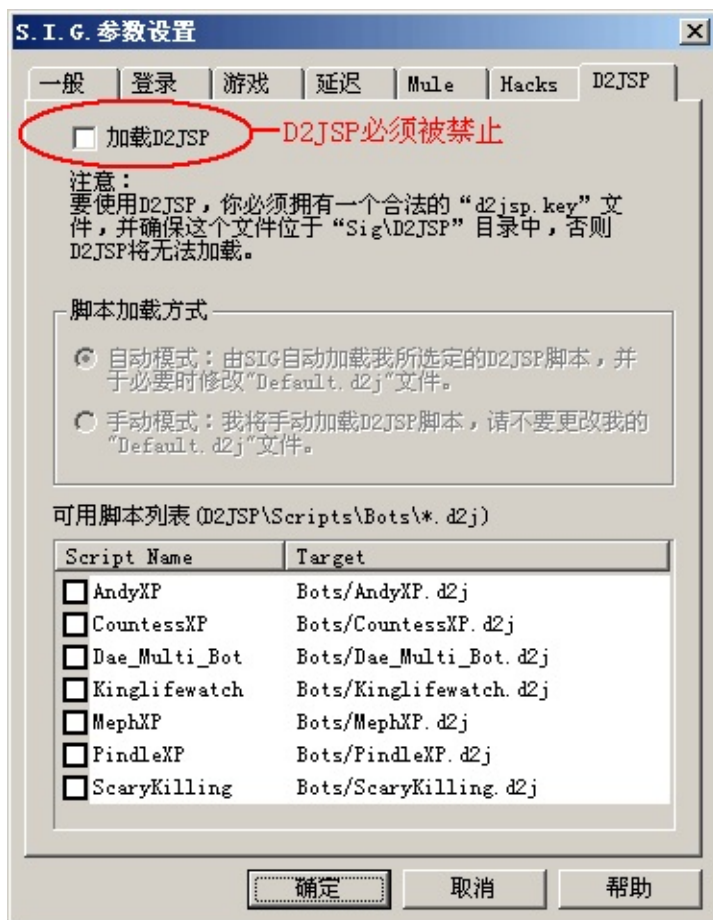 S.I.G.参数设置
一般 登录 游戏 延迟 Mule Hacks D2JSP
加载D2JSP D2JSP必须被禁止
注意：
要使用D2JSP，你必须拥有一个合法的“d2jsp.key”文
件，并确保这个文件位于“Sig\D2JSP”目录中，否则
D2JSP将无法加载。
脚本加载方式
自动模式：由SIG自动加载我所选定的D2JSP脚本，并
于必要时修改"Default.d2j"文件。
手动模式：我将手动加载D2JSP脚本，请不要更改我的
"Default.d2j"文件。
可用脚本列表(D2JSP\Scripts\Bots\*.d2j)
Script Name Target
AndyXP Bots/AndyXP.d2j
CountessXP Bots/CountessXP.d2j
Dae_Multi_Bot Bots/Dae_Multi_Bot.d2j
Kinglifewatch Bots/Kinglifewatch.d2j
MephXP Bots/MephXP.d2j
PindleXP Bots/PindleXP.d2j
ScaryKilling Bots/ScaryKilling.d2j
确定 取消 帮助